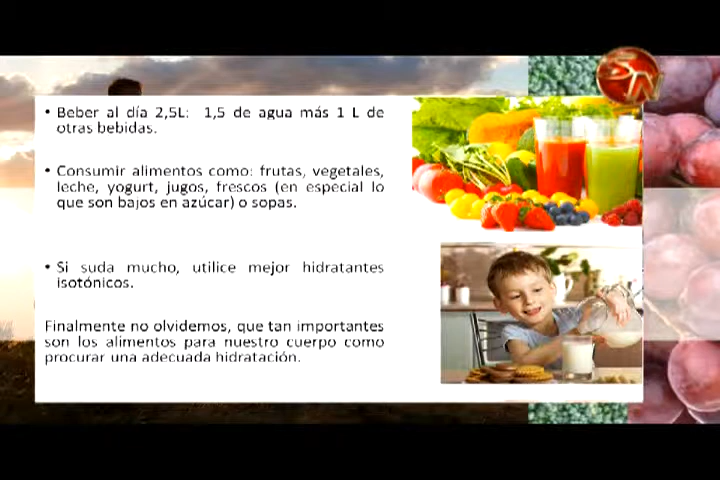 • Beber al día 2,5L: 1,5 de agua más 1 L de
otras bebidas.
• Consumir alimentos como: frutas, vegetales,
leche, yogurt, jugos, frescos (en especial lo
que son bajos en azúcar) o sopas.
• Si suda mucho, utilice mejor hidratantes
isotónicos.
Finalmente no olvidemos, que tan importantes
son los alimentos para nuestro cuerpo como
procurar una adecuada hidratación.